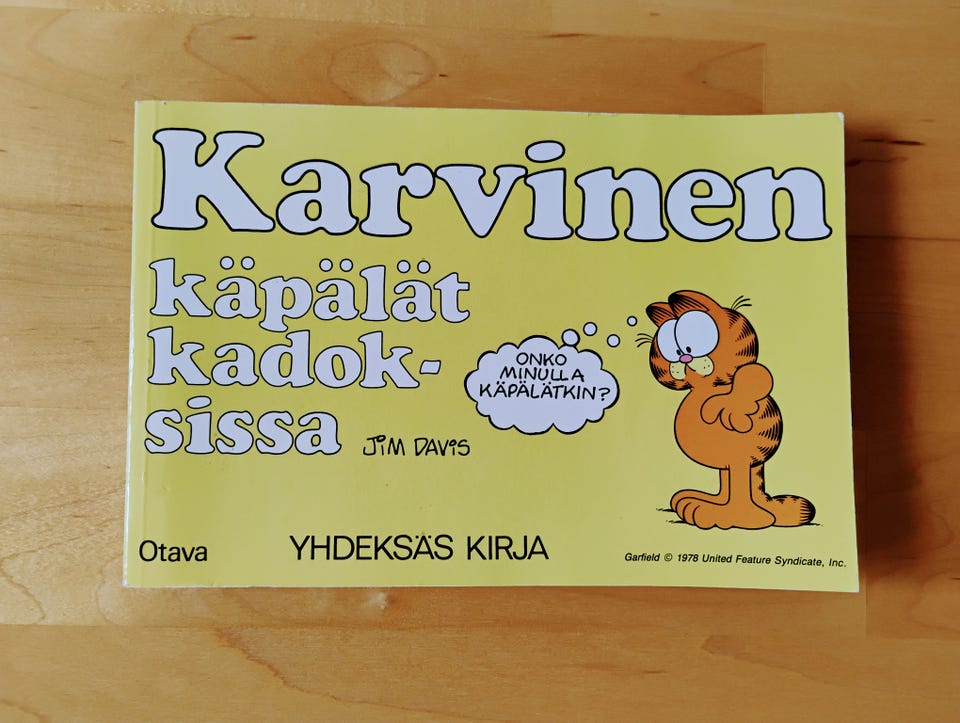 Karvinen
käpälät
kadok-
sissa
JIM DAVIS
ONKO
MINULLA
KÄPÄLÄTKIN?
Otava
YHDEKSÄS KIRJA
Garfield © 1978 United Feature Syndicate, Inc.